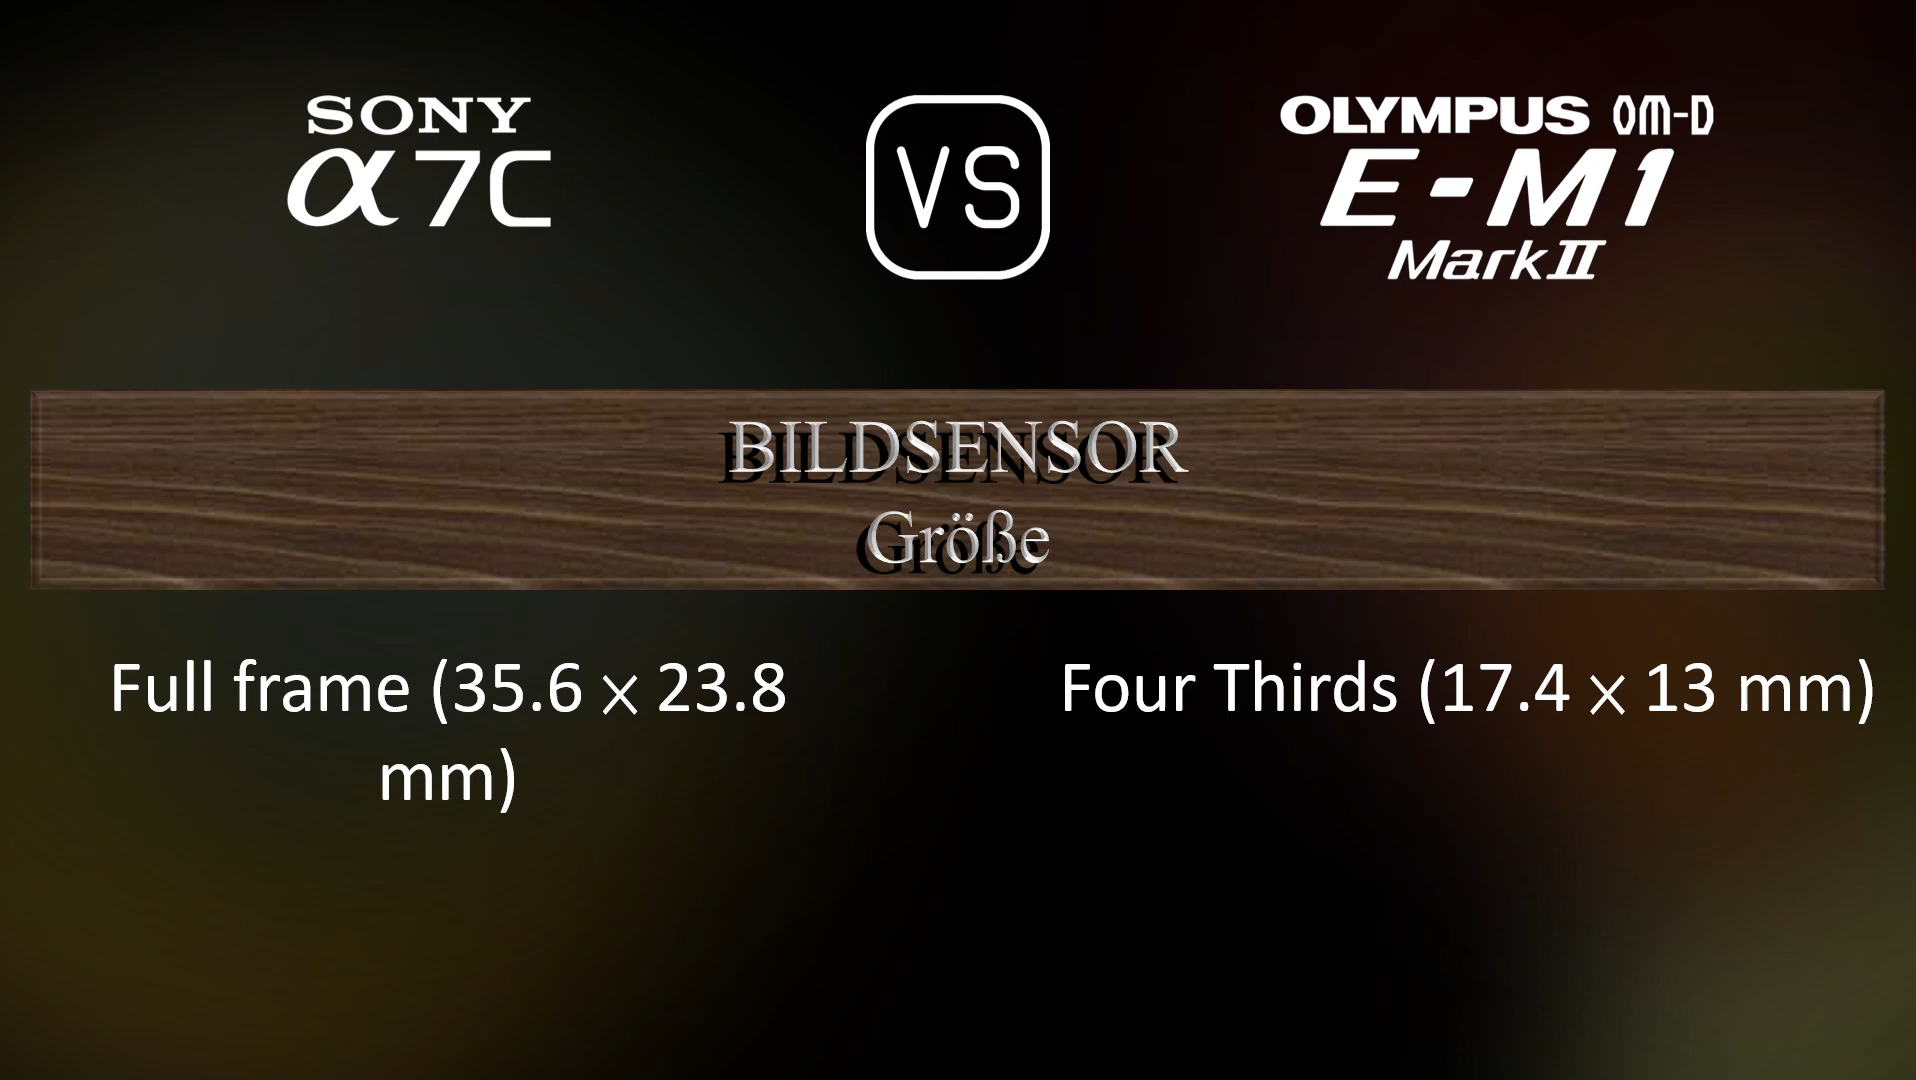 SONY
α7C
VS
OLYMPUS OM-D
E-M1
Mark II
BILDSENSOR
Größe
Full frame (35.6 x 23.8
mm)
Four Thirds (17.4 x 13 mm)